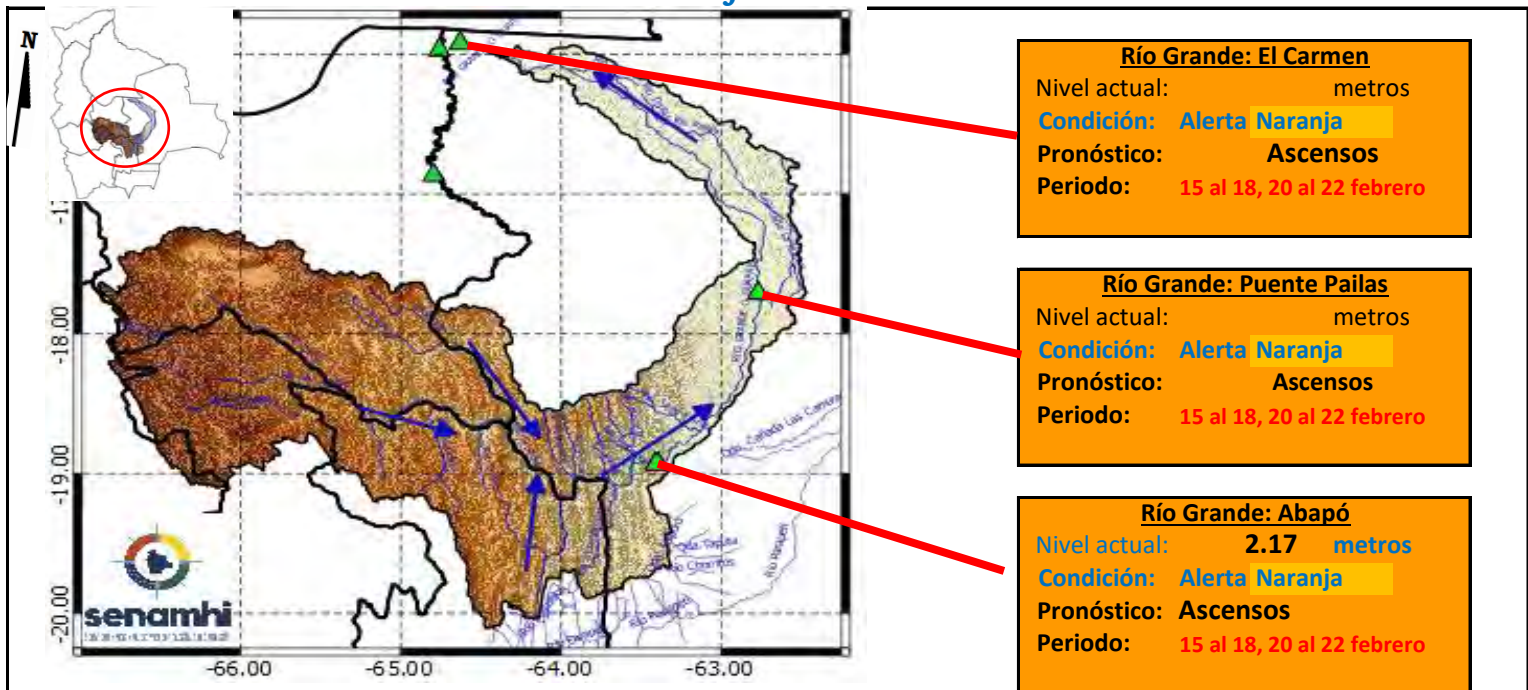 N
-17
-18.00
-19.00
-20.00
-66.00
-65.00
-64.00
-63.00
senamhi
Río Grande: El Carmen
Nivel actual: metros
Condición: Alerta Naranja
Pronóstico: Ascensos
Periodo: 15 al 18, 20 al 22 febrero
Río Grande: Puente Pailas
Nivel actual: metros
Condición: Alerta Naranja
Pronóstico: Ascensos
Periodo: 15 al 18, 20 al 22 febrero
Río Grande: Abapó
Nivel actual: 2.17 metros
Condición: Alerta Naranja
Pronóstico: Ascensos
Periodo: 15 al 18, 20 al 22 febrero